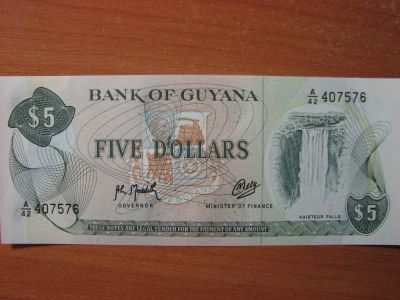 BANK OF GUYANA
A/42 407576
$5
FIVE DOLLARS
GOVERNOR
MINISTER OF FINANCE
KAIETEUR FALLS
A/42 407576
$5
THESE NOTES ARE LEGAL TENDER FOR THE PAYMENT OF ANY AMOUNT